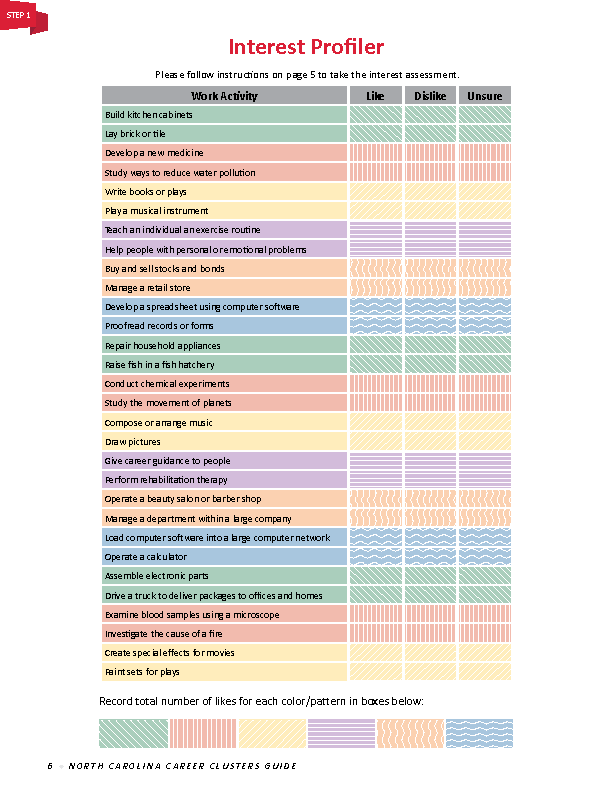 STEP 1
Interest Profiler
Please follow instructions on page 5 to take the interest assessment.
Work Activity Like Dislike Unsure
Build kitchen cabinets
Lay brick or tile
Develop a new medicine
Study ways to reduce water pollution
Write books or plays
Play a musical instrument
Teach an individual an exercise routine
Help people with personal or emotional problems
Buy and sell stocks and bonds
Manage a retail store
Develop a spreadsheet using computer software
Proofread records or forms
Repair household appliances
Raise fish in a fish hatchery
Conduct chemical experiments
Study the movement of planets
Compose or arrange music
Draw pictures
Give career guidance to people
Perform rehabilitation therapy
Operate a beauty salon or barber shop
Manage a department within a large company
Load computer software into a large computer network
Operate a calculator
Assemble electronic parts
Drive a truck to deliver packages to offices and homes
Examine blood samples using a microscope
Investigate the cause of a fire
Create special effects for movies
Paint sets for plays
Record total number of likes for each color/pattern in boxes below:
6 • NORTH CAROLINA CAREER CLUSTERS GUIDE